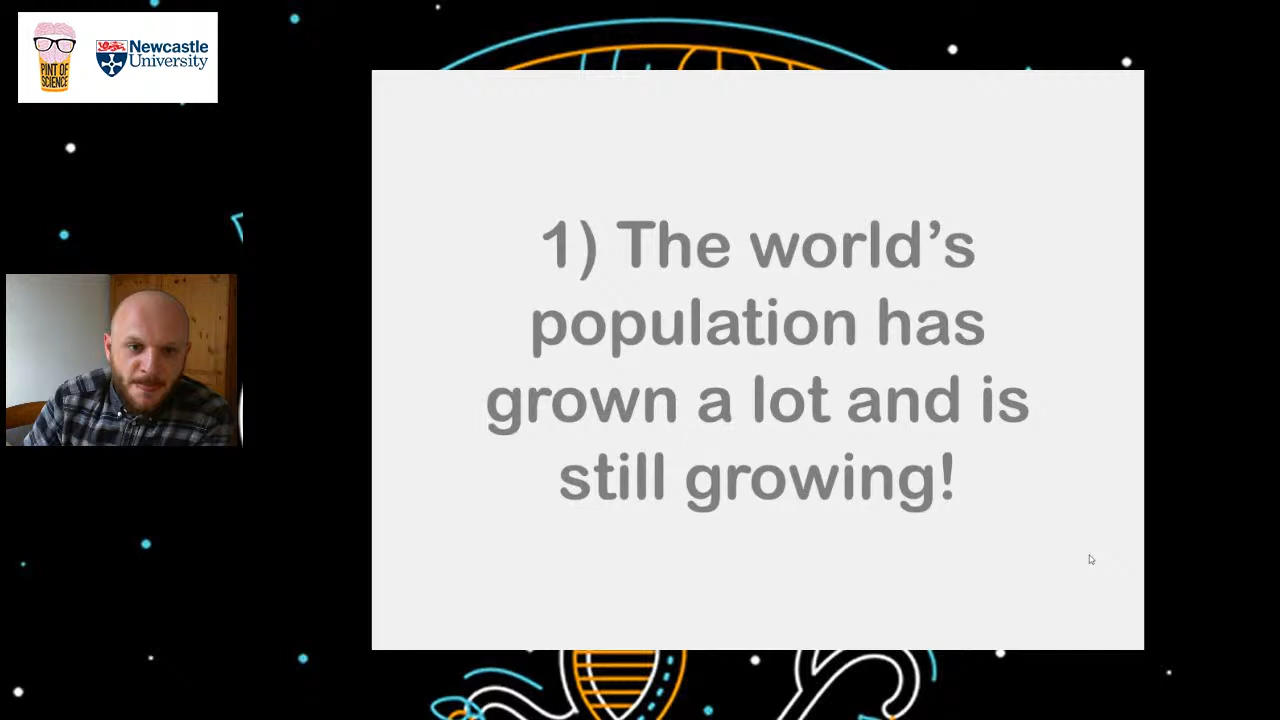 PINT OF
SCIENCE
Newcastle
University
1) The world’s
population has
grown a lot and is
still growing!